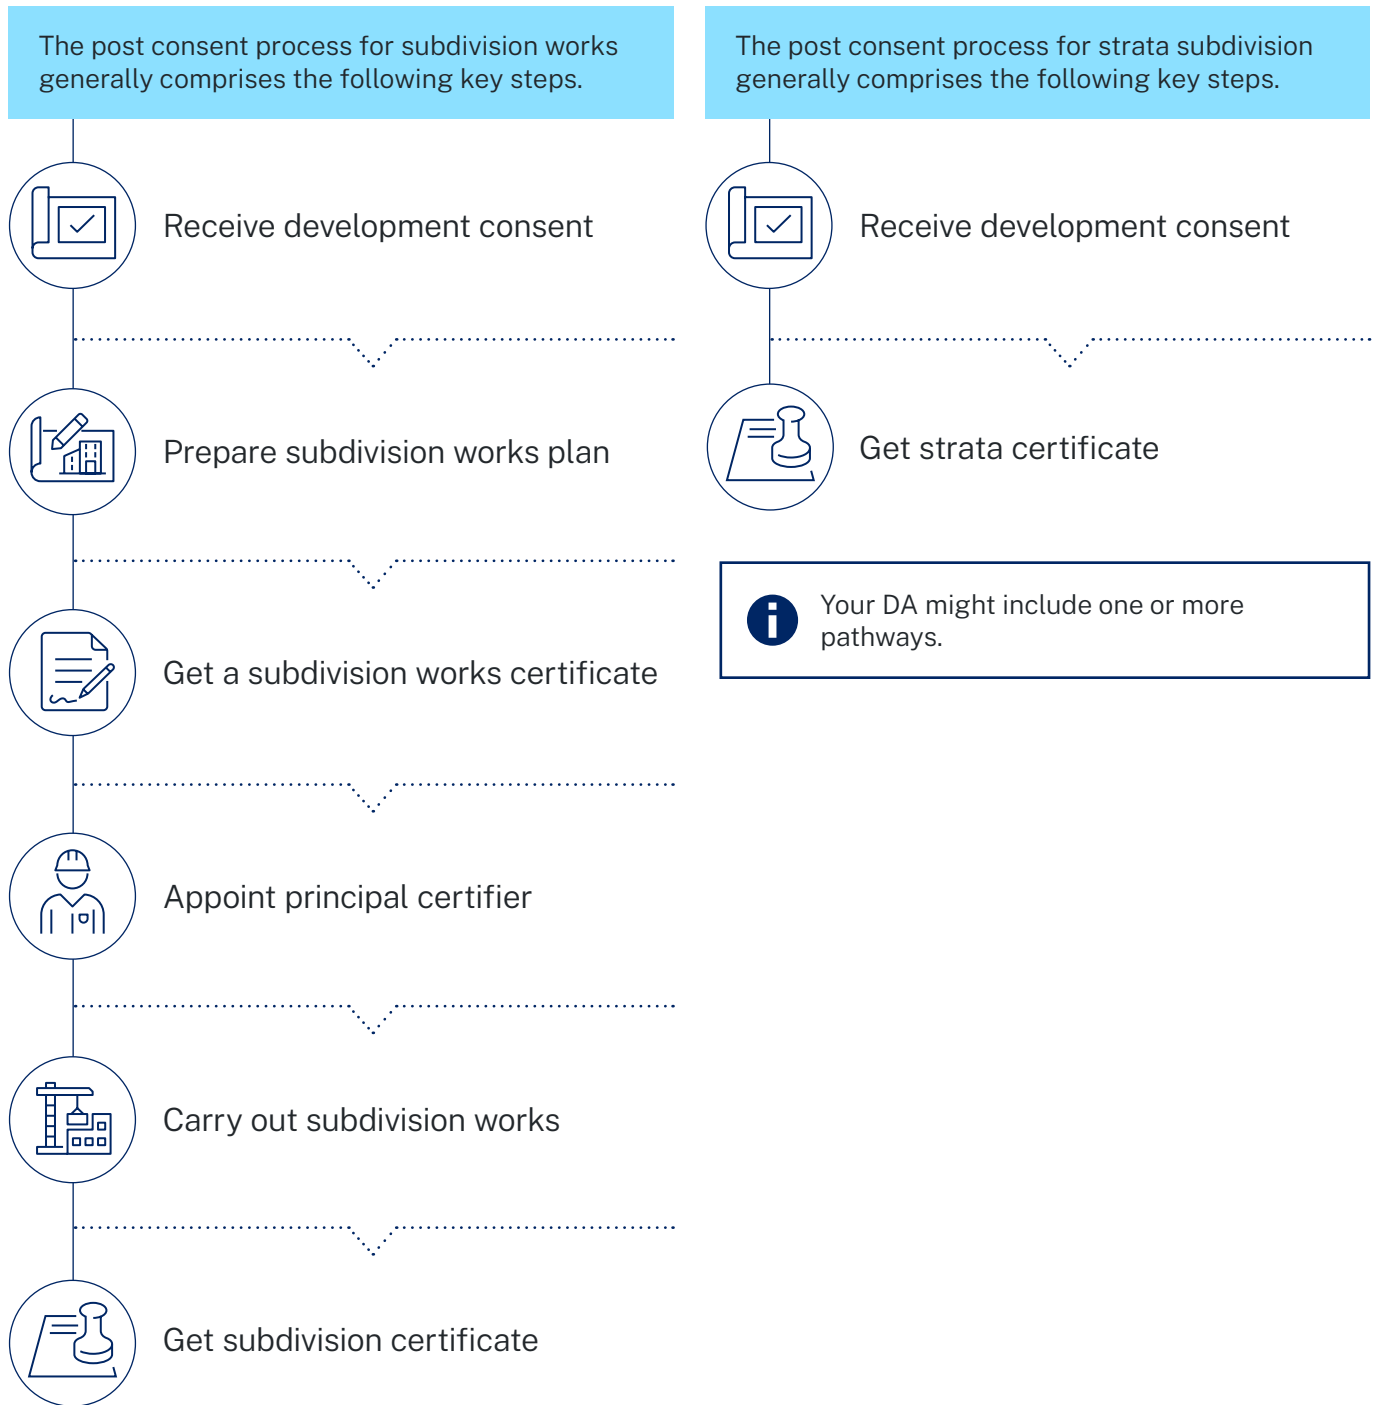 The post consent process for subdivision works
generally comprises the following key steps.
Receive development consent
Prepare subdivision works plan
Get a subdivision works certificate
Appoint principal certifier
Carry out subdivision works
Get subdivision certificate
The post consent process for strata subdivision
generally comprises the following key steps.
Receive development consent
Get strata certificate
Your DA might include one or more
pathways.